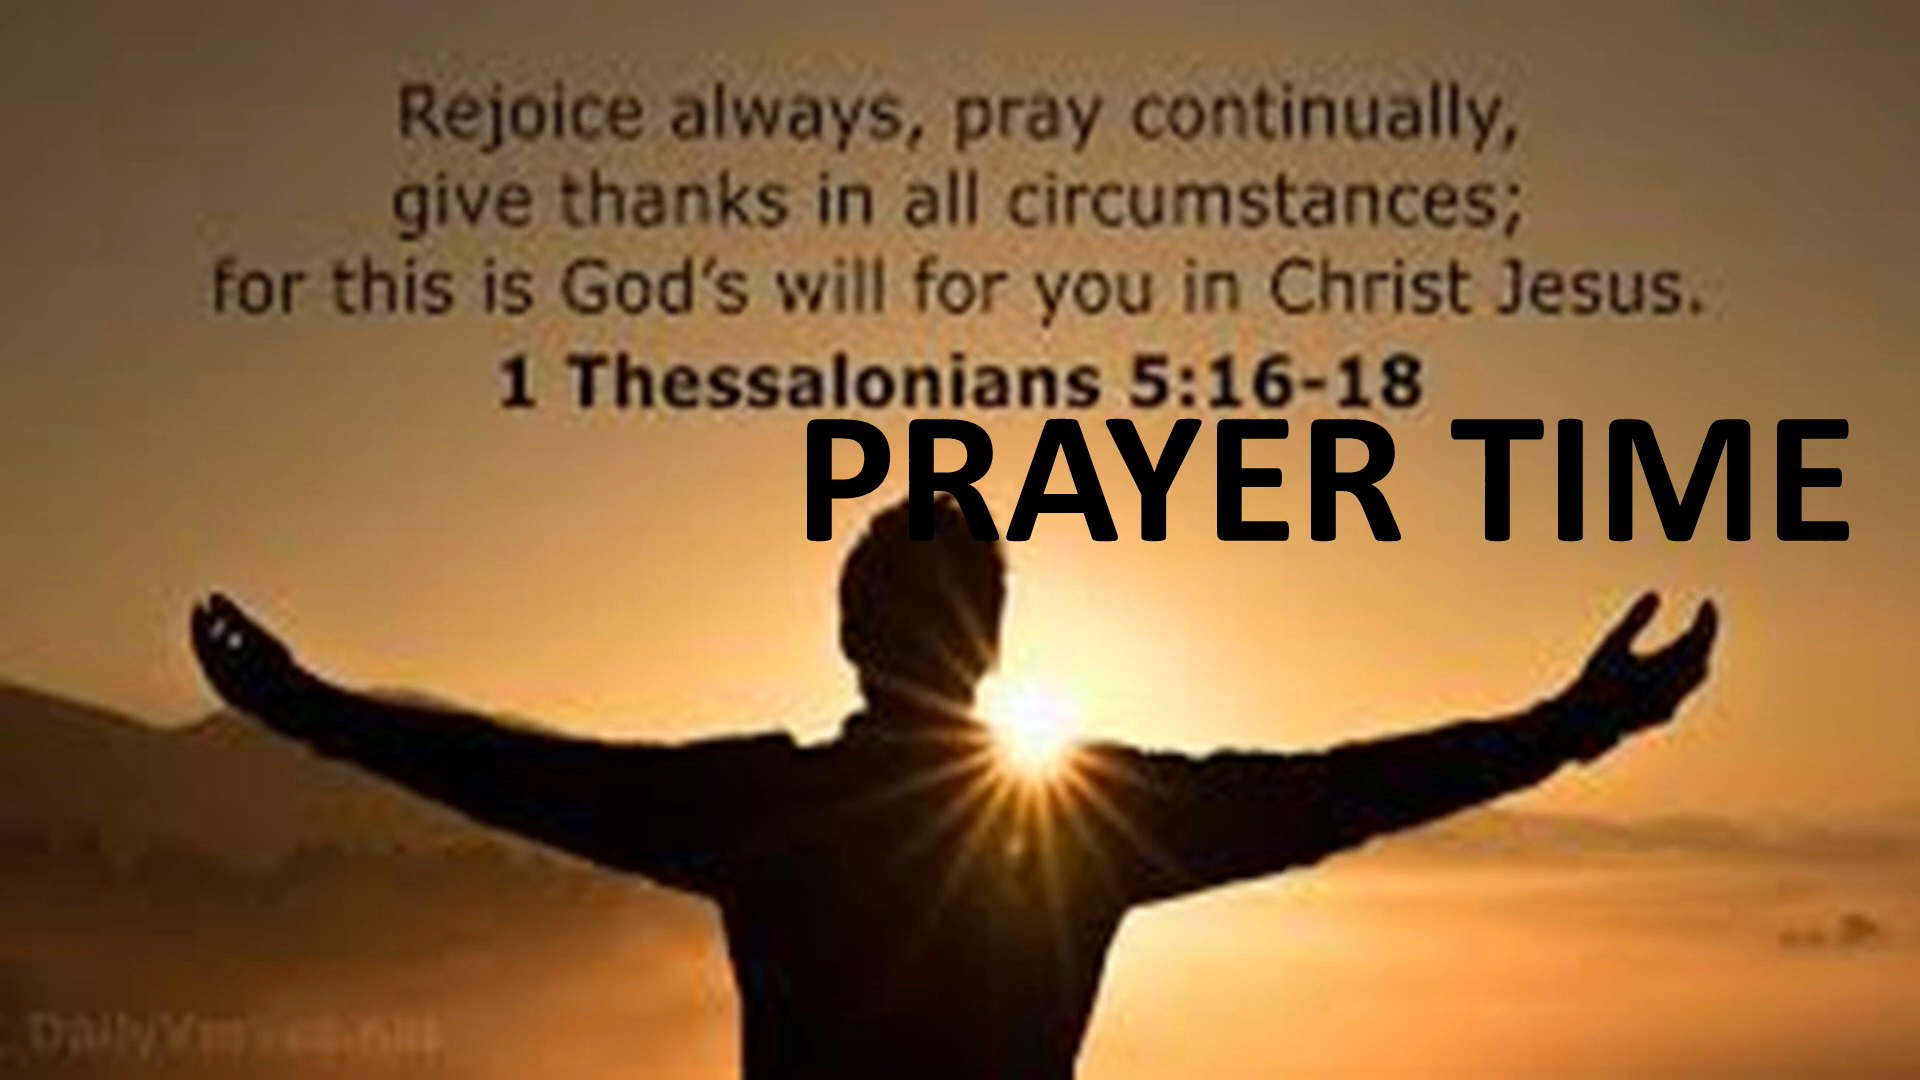 Rejoice always, pray continually,
give thanks in all circumstances;
for this is God’s will for you in Christ Jesus.
1 Thessalonians 5:16-18
PRAYER TIME